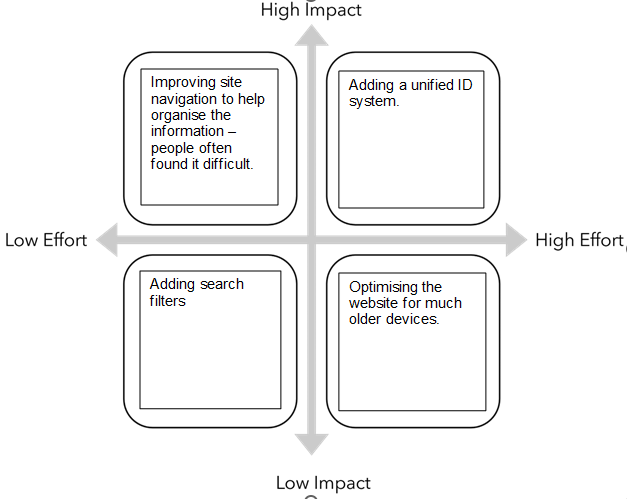 High Impact
Improving site
navigation to help
organise the
information –
people often
found it difficult.
Adding a unified ID
system.
Low Effort
High Effort
Adding search
filters
Optimising the
website for much
older devices.
Low Impact